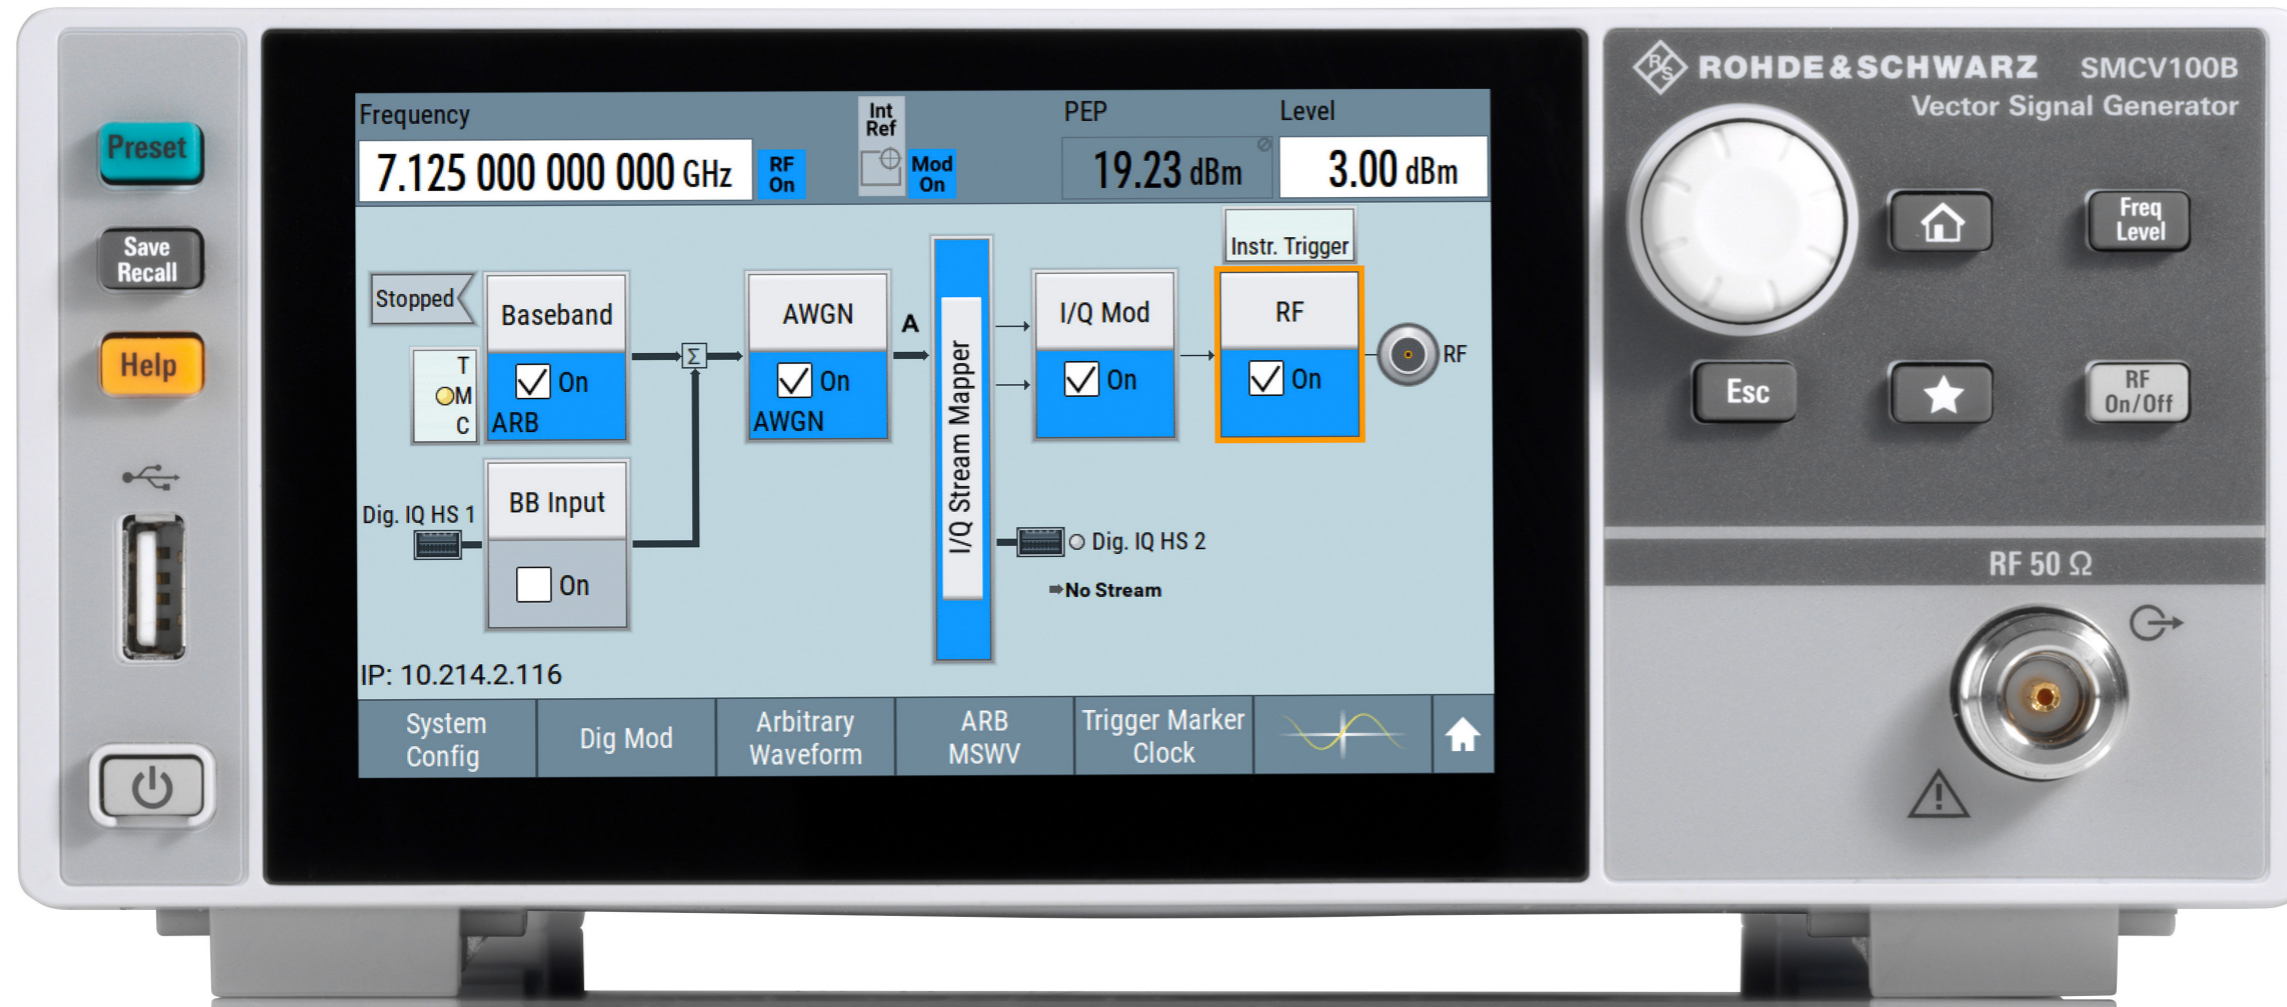 ROHDE&SCHWARZ SMCV100B
Vector Signal Generator
Preset
Save
Recall
Help
Frequency
7.125 000 000 000 GHz
RF
On
Int
Ref
Mod
On
PEP
19.23 dBm
Level
3.00 dBm
Instr. Trigger
Stopped
Baseband
On
ARB
T
M
C
Σ
AWGN
On
AWGN
A
I/Q Stream Mapper
I/Q Mod
On
RF
On
RF
Dig. IQ HS 1
BB Input
On
Dig. IQ HS 2
No Stream
IP: 10.214.2.116
System
Config
Dig Mod
Arbitrary
Waveform
ARB
MSWV
Trigger Marker
Clock
Freq
Level
Esc
RF
On/Off
RF 50 Ω
R
S